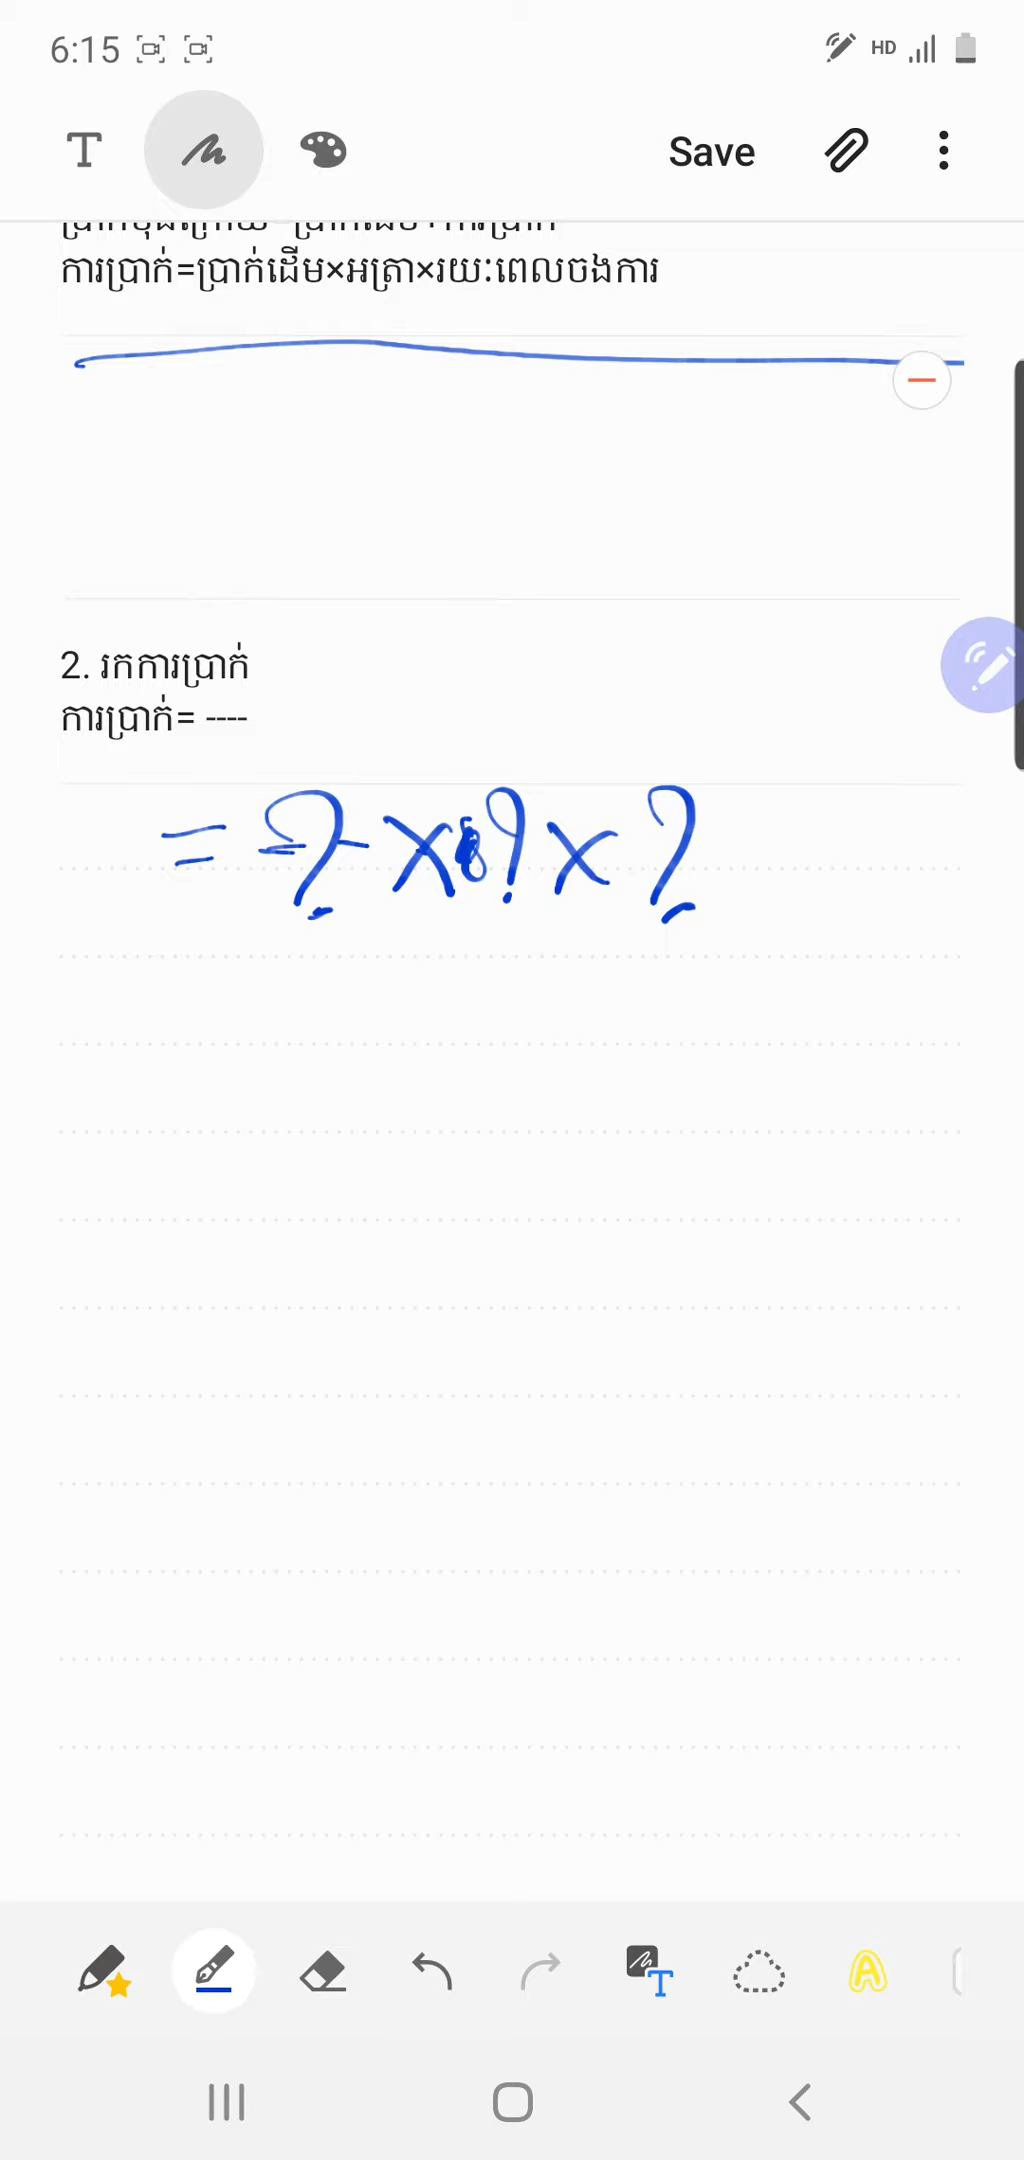 6:15 HD
T Save
ការប្រាក់=ប្រាក់ដើម×អត្រា×រយៈពេលចងការ
2. រកការប្រាក់
ការប្រាក់= ----
= ? × ? × ?
T A